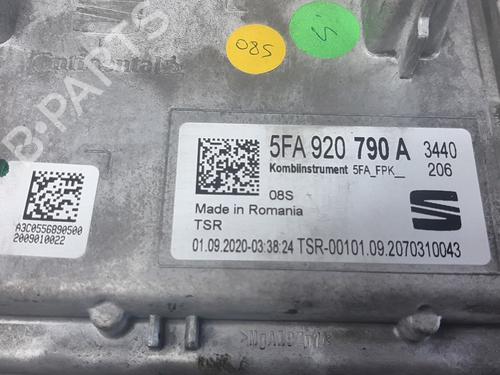 08S
Continental
B-PARTS
5FA 920 790 A 3440
Kombiinstrument 5FA_FPK__ 206
08S
Made in Romania
TSR
01.09.2020-03:38:24 TSR-00101.09.2070310043
A3C0556890500
2009010022